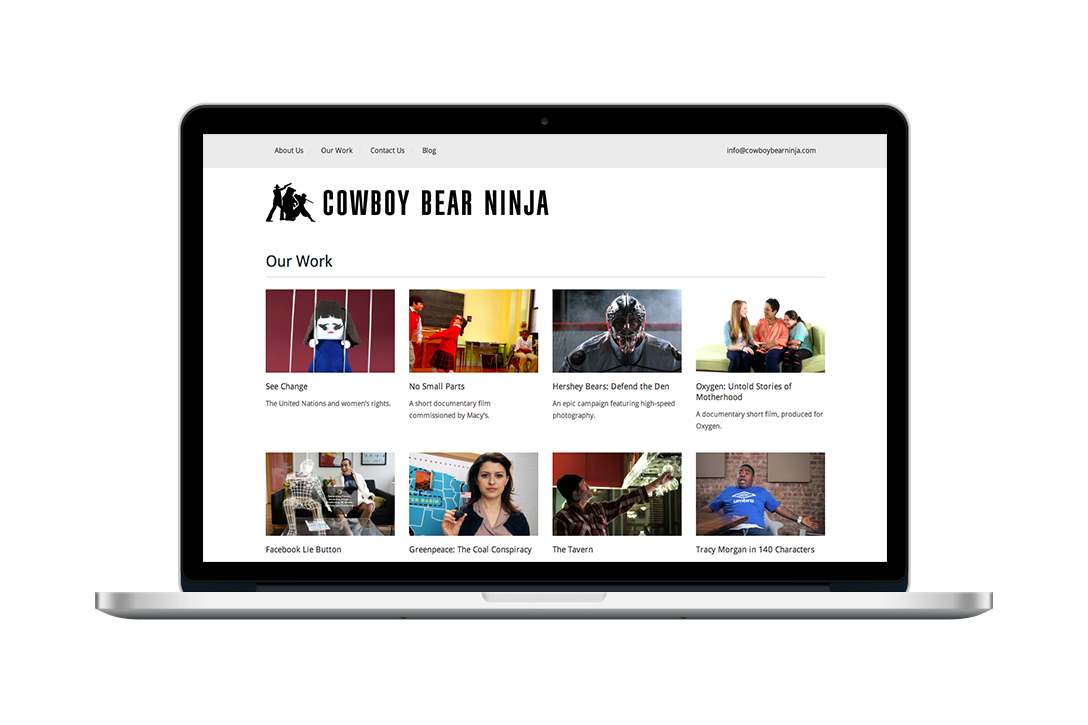 About Us / Our Work / Contact Us / Blog
info@cowboybearninja.com
COWBOY BEAR NINJA
Our Work
See Change
The United Nations and women's rights.
No Small Parts
A short documentary film
commissioned by Macy's.
Hershey Bears: Defend the Den
An epic campaign featuring high-speed
photography.
Oxygen: Untold Stories of
Motherhood
A documentary short film, produced for
Oxygen.
umbro
Facebook Lie Button
Greenpeace: The Coal Conspiracy
The Tavern
Tracy Morgan in 140 Characters